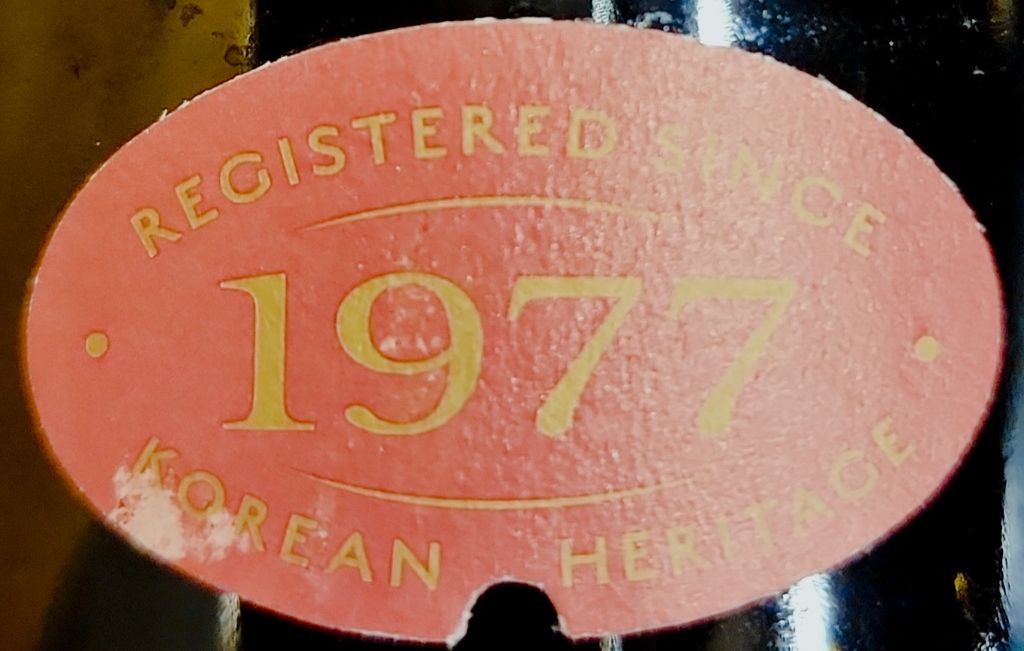 REGISTERED SINCE
1977
KOREAN HERITAGE